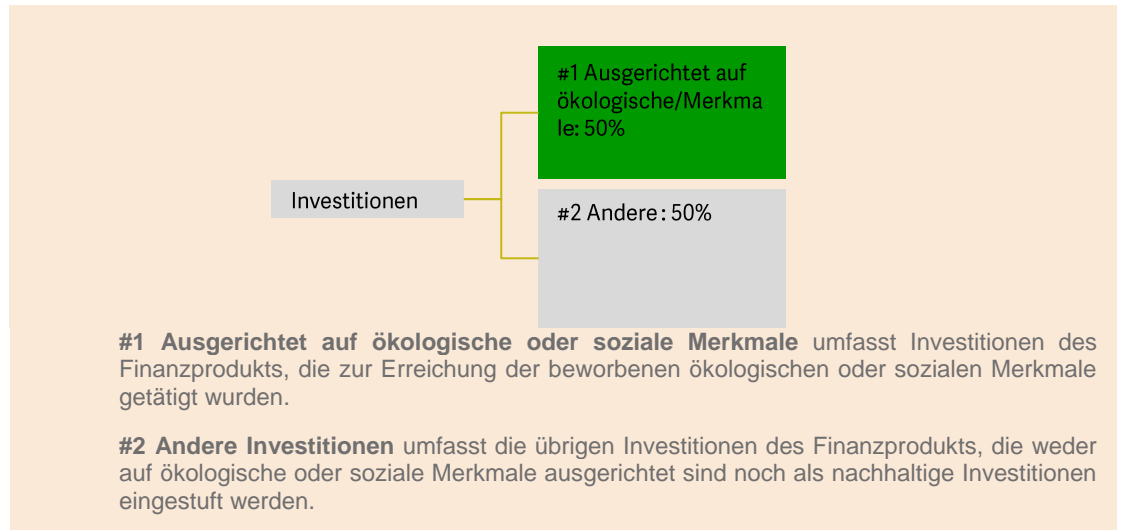 #1 Ausgerichtet auf
ökologische/Merkma
le: 50%
Investitionen
#2 Andere: 50%
#1 Ausgerichtet auf ökologische oder soziale Merkmale umfasst Investitionen des
Finanzprodukts, die zur Erreichung der beworbenen ökologischen oder sozialen Merkmale
getätigt wurden.
#2 Andere Investitionen umfasst die übrigen Investitionen des Finanzprodukts, die weder
auf ökologische oder soziale Merkmale ausgerichtet sind noch als nachhaltige Investitionen
eingestuft werden.